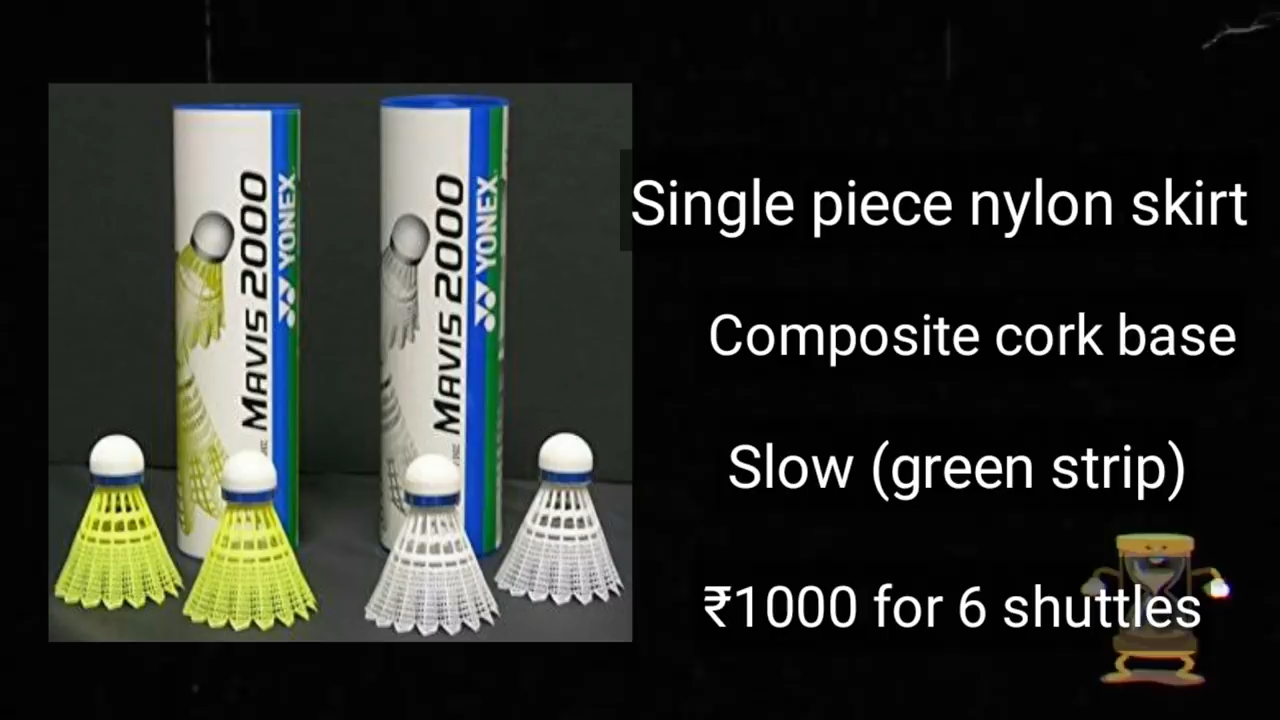 MAVIS 2000
YONEX
MAVIS 2000
YONEX
Single piece nylon skirt
Composite cork base
Slow (green strip)
₹1000 for 6 shuttles